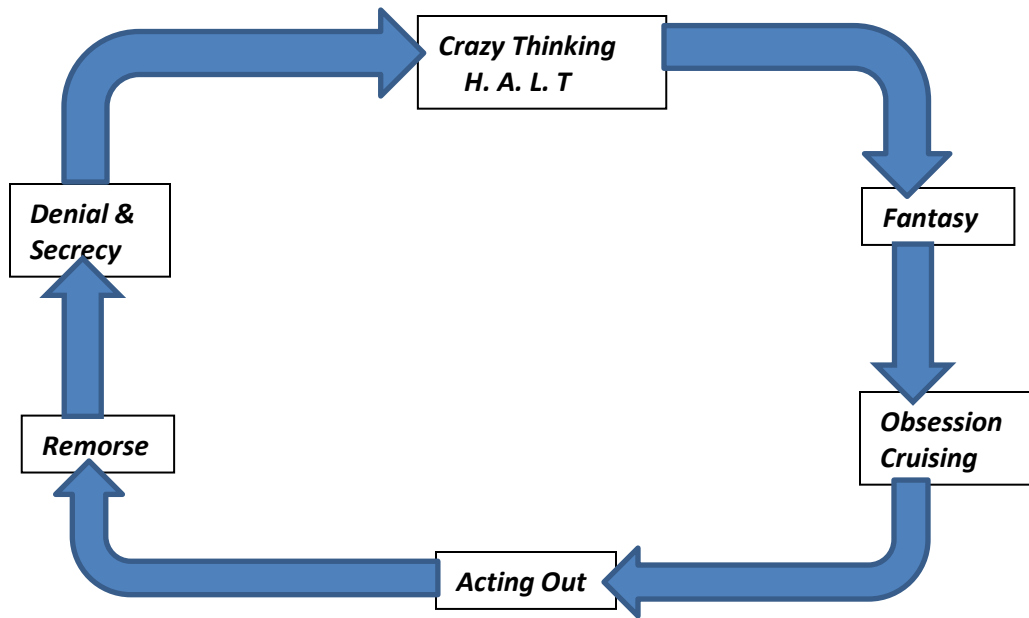 Crazy Thinking
H. A. L. T
Fantasy
Obsession
Cruising
Acting Out
Remorse
Denial &
Secrecy